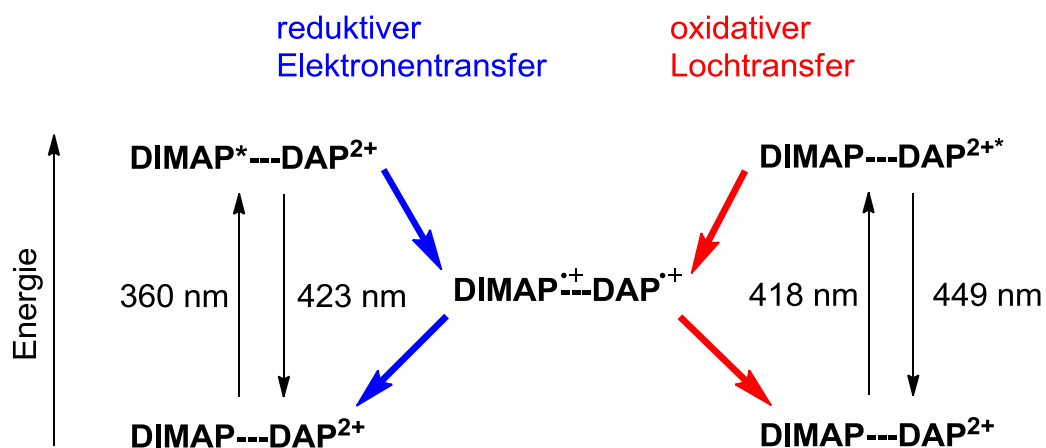 reduktiver
Elektronentransfer
oxidativer
Lochtransfer
DIMAP*---DAP²⁺
DIMAP---DAP²⁺*
Energie
360 nm
423 nm
DIMAP•⁺---DAP•⁺
418 nm
449 nm
DIMAP---DAP²⁺
DIMAP---DAP²⁺